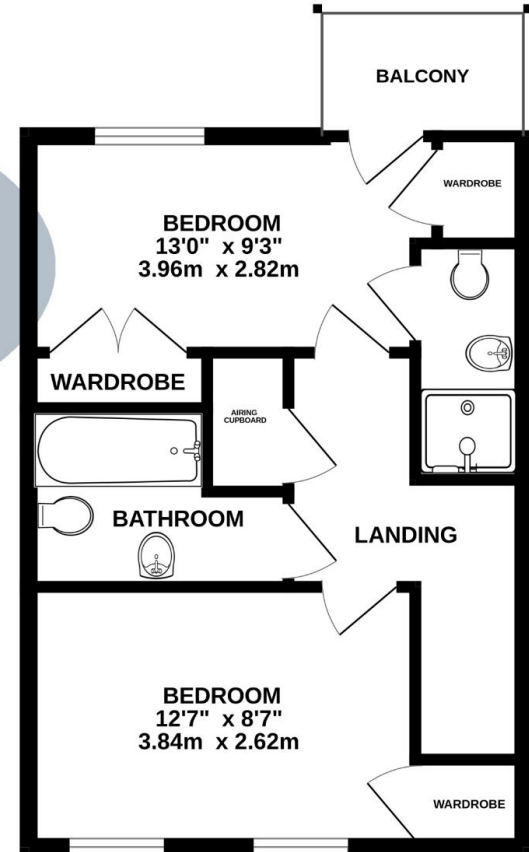 BALCONY
WARDROBE
BEDROOM
13'0" x 9'3"
3.96m x 2.82m
WARDROBE
AIRING
CUPBOARD
BATHROOM
LANDING
BEDROOM
12'7" x 8'7"
3.84m x 2.62m
WARDROBE